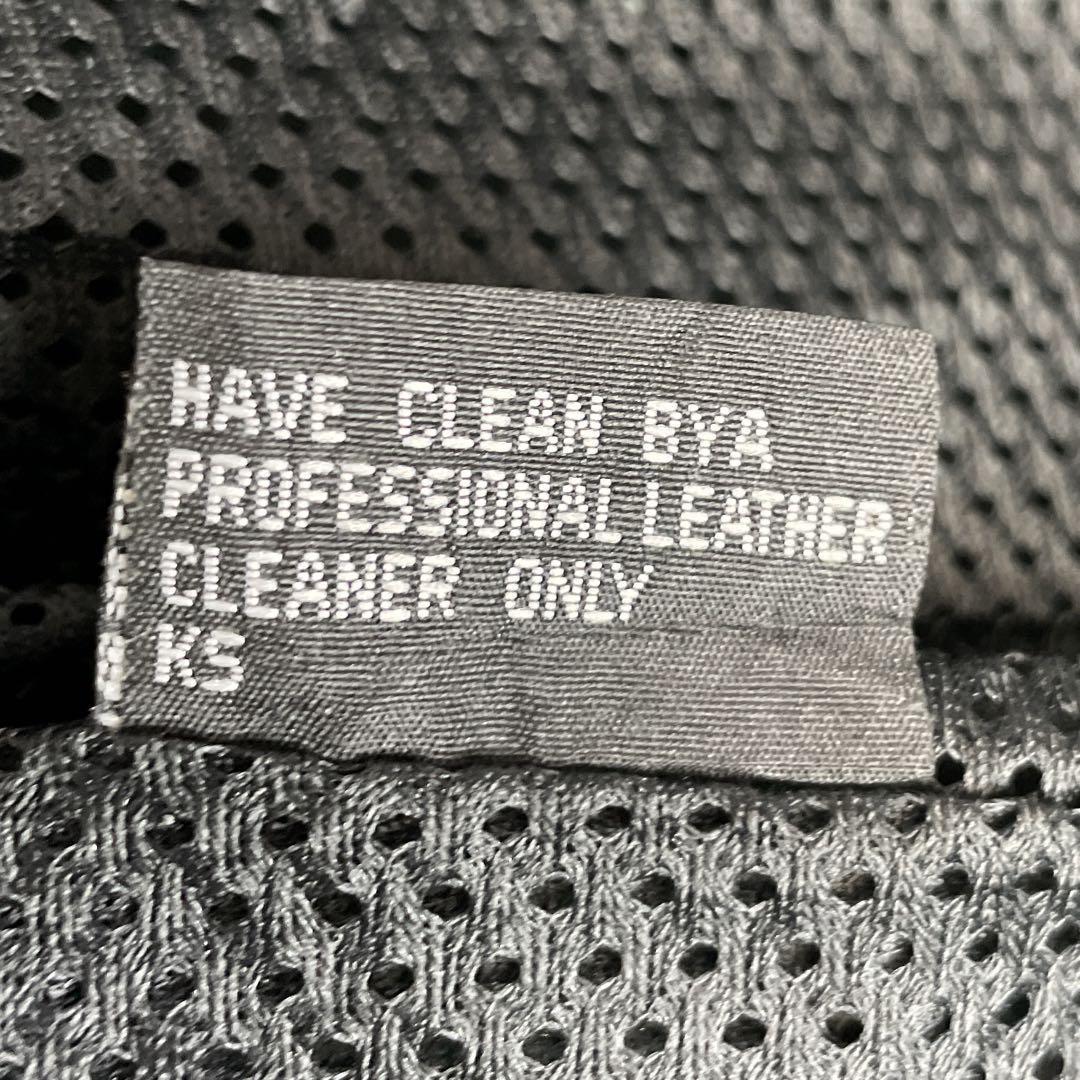 HAVE CLEAN BYA
PROFESSIONAL LEATHER
CLEANER ONLY
KS